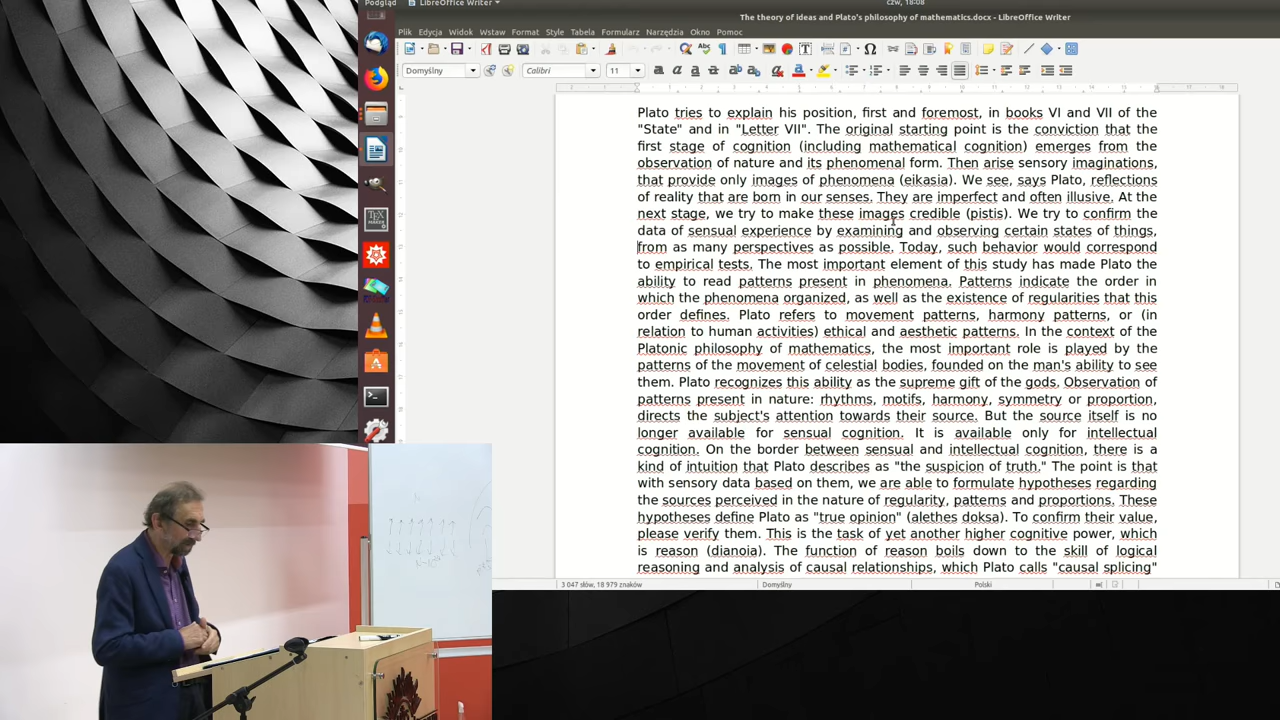 Podgląd
LibreOffice Writer
czw, 18:08
The theory of ideas and Plato's philosophy of mathematics.docx - LibreOffice Writer
Plik Edycja Widok Wstaw Format Style Tabela Formularz Narzędzia Okno Pomoc
Domyślny Calibri 11
Plato tries to explain his position, first and foremost, in books VI and VII of the
"State" and in "Letter VII". The original starting point is the conviction that the
first stage of cognition (including mathematical cognition) emerges from the
observation of nature and its phenomenal form. Then arise sensory imaginations,
that provide only images of phenomena (eikasia). We see, says Plato, reflections
of reality that are born in our senses. They are imperfect and often illusive. At the
next stage, we try to make these images credible (pistis). We try to confirm the
data of sensual experience by examining and observing certain states of things,
from as many perspectives as possible. Today, such behavior would correspond
to empirical tests. The most important element of this study has made Plato the
ability to read patterns present in phenomena. Patterns indicate the order in
which the phenomena organized, as well as the existence of regularities that this
order defines. Plato refers to movement patterns, harmony patterns, or (in
relation to human activities) ethical and aesthetic patterns. In the context of the
Platonic philosophy of mathematics, the most important role is played by the
patterns of the movement of celestial bodies, founded on the man's ability to see
them. Plato recognizes this ability as the supreme gift of the gods. Observation of
patterns present in nature: rhythms, motifs, harmony, symmetry or proportion,
directs the subject's attention towards their source. But the source itself is no
longer available for sensual cognition. It is available only for intellectual
cognition. On the border between sensual and intellectual cognition, there is a
kind of intuition that Plato describes as "the suspicion of truth." The point is that
with sensory data based on them, we are able to formulate hypotheses regarding
the sources perceived in the nature of regularity, patterns and proportions. These
hypotheses define Plato as "true opinion" (alethes doksa). To confirm their value,
please verify them. This is the task of yet another higher cognitive power, which
is reason (dianoia). The function of reason boils down to the skill of logical
reasoning and analysis of causal relationships, which Plato calls "causal splicing"
3 047 słów, 18 979 znaków Domyślny Polski